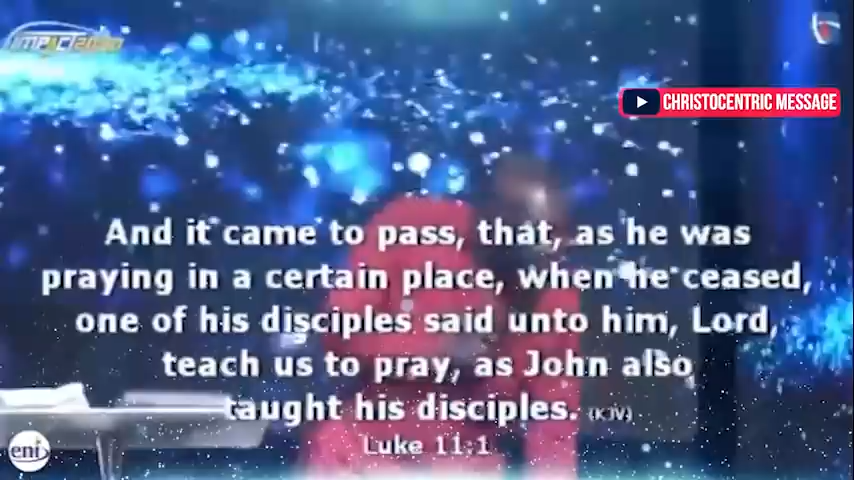 CHRISTOCENTRIC MESSAGE
And it came to pass, that, as he was
praying in a certain place, when he ceased,
one of his disciples said unto him, Lord,
teach us to pray, as John also
taught his disciples. (KJV)
Luke 11:1
eni